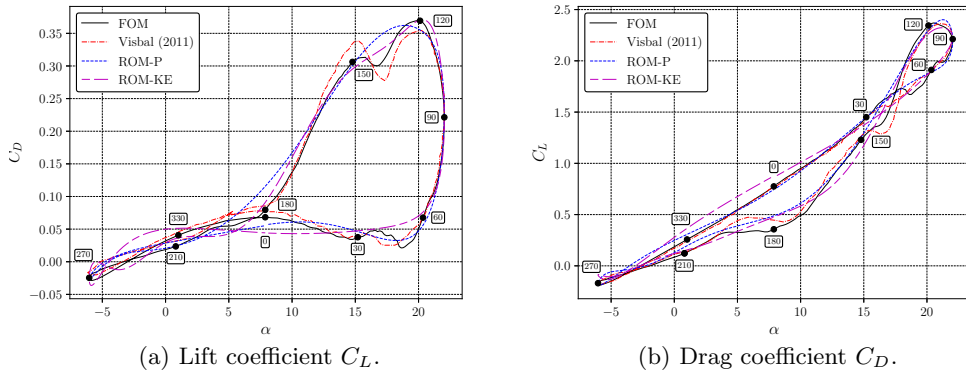 FOM
Visbal (2011)
ROM-P
ROM-KE
120
150
90
180
330
60
270
0
30
210
0.35
0.30
0.25
0.20
0.15
0.10
0.05
0.00
−0.05
C_D
−5 0 5 10 15 20
α
(a) Lift coefficient C_L.
FOM
Visbal (2011)
ROM-P
ROM-KE
120
90
60
30
150
0
330
180
210
270
2.5
2.0
1.5
1.0
0.5
0.0
C_L
−5 0 5 10 15 20
α
(b) Drag coefficient C_D.